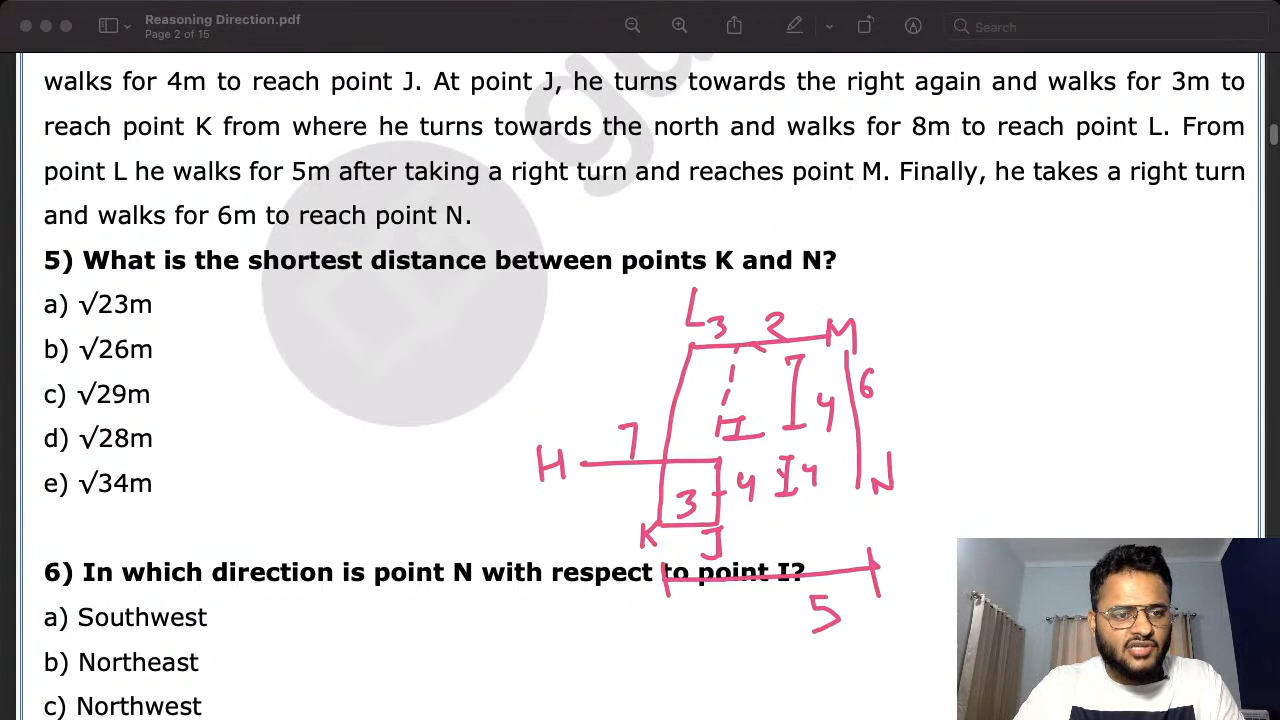 Reasoning Direction.pdf
Page 2 of 15
Search
walks for 4m to reach point J. At point J, he turns towards the right again and walks for 3m to
reach point K from where he turns towards the north and walks for 8m to reach point L. From
point L he walks for 5m after taking a right turn and reaches point M. Finally, he takes a right turn
and walks for 6m to reach point N.
5) What is the shortest distance between points K and N?
a) √23m
b) √26m
c) √29m
d) √28m
e) √34m
L 3 2 M
6
4
I
7
H
3 4 4 N
K J
6) In which direction is point N with respect to point I?
5
a) Southwest
b) Northeast
c) Northwest